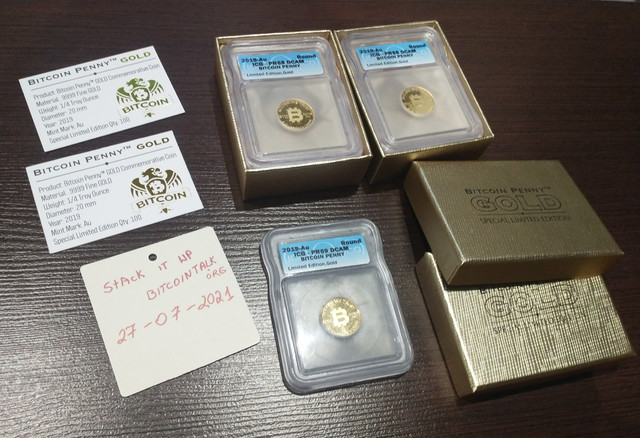 BITCOIN PENNY™ GOLD
Product: Bitcoin Penny™ GOLD Commemorative Coin
Material: .9999 Fine GOLD
Weight: 1/4 Troy Ounce
Diameter: 20 mm
Year: 2019
Mint Mark: Au
Special Limited Edition Qty. 100
BITCOIN
BITCOIN PENNY™ GOLD
Product: Bitcoin Penny™ GOLD Commemorative Coin
Material: .9999 Fine GOLD
Weight: 1/4 Troy Ounce
Diameter: 20 mm
Year: 2019
Mint Mark: Au
Special Limited Edition Qty. 100
BITCOIN
STACK IT UP
BITCOINTALK
ORG
27-07-2021
2019-Au Round
ICG - PR68 DCAM
BITCOIN PENNY
Limited Edition, Gold
2019-Au Round
ICG - PR68 DCAM
BITCOIN PENNY
Limited Edition, Gold
2019-Au Round
ICG - PR69 DCAM
BITCOIN PENNY
Limited Edition, Gold
BITCOIN PENNY™
GOLD
SPECIAL LIMITED EDITION
GOLD